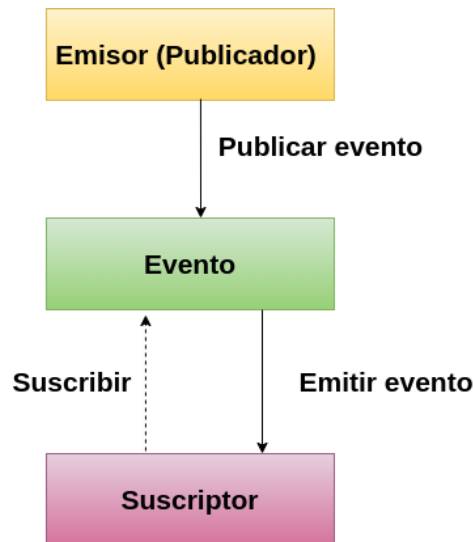 Emisor (Publicador)
Publicar evento
Evento
Suscribir
Emitir evento
Suscriptor